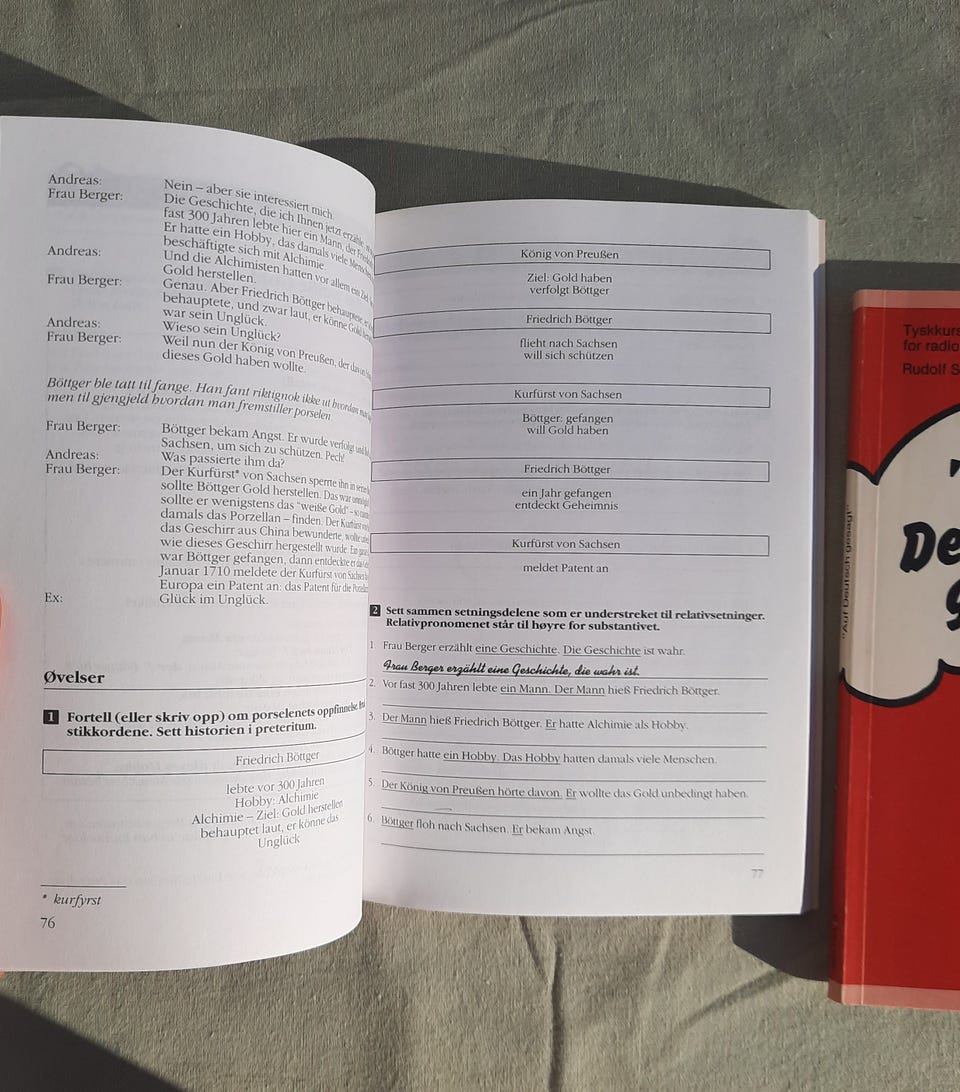 Andreas: Nein – aber sie interessiert mich.
Frau Berger: Die Geschichte, die ich Ihnen jetzt erzähle,
fast 300 Jahren lebte hier ein Mann, der
Er hatte ein Hobby, das damals viele
beschäftigte sich mit Alchimie.
Andreas: Und die Alchimisten hatten vor allem ein Ziel:
Gold herstellen.
Frau Berger: Genau. Aber Friedrich Böttger behauptete,
behauptete, und zwar laut, er könne Gold
war sein Unglück.
Andreas: Wieso sein Unglück?
Frau Berger: Weil nun der König von Preußen, der
dieses Gold haben wollte.
Böttger ble tatt til fange. Han fant riktignok ikke ut hvordan
men til gjengjeld hvordan man fremstiller porselen.
Frau Berger: Böttger bekam Angst. Er wurde verfolgt und
Sachsen, um sich zu schützen. Pech!
Andreas: Was passierte ihm da?
Frau Berger: Der Kurfürst* von Sachsen sperrte ihn in
sollte Böttger Gold herstellen. Das war
sollte er wenigstens das "weiße Gold" – so
damals das Porzellan – finden. Der Kurfürst
das Geschirr aus China bewunderte, wollte
wie dieses Geschirr hergestellt wurde. Ein
war Böttger gefangen, dann entdeckte er
Januar 1710 meldete der Kurfürst von Sachsen
Europa ein Patent an: das Patent für die
Ex: Glück im Unglück.
Øvelser
1 Fortell (eller skriv opp) om porselenets oppfinnelse
stikkordene. Sett historien i preteritum.
Friedrich Böttger
lebte vor 300 Jahren
Hobby: Alchimie
Alchimie – Ziel: Gold herstellen
behauptet laut, er könne das
Unglück
* kurfyrst
76
König von Preußen
Ziel: Gold haben
verfolgt Böttger
Friedrich Böttger
flieht nach Sachsen
will sich schützen
Kurfürst von Sachsen
Böttger: gefangen
will Gold haben
Friedrich Böttger
ein Jahr gefangen
entdeckt Geheimnis
Kurfürst von Sachsen
meldet Patent an
2 Sett sammen setningsdelene som er understreket til relativsetninger.
Relativpronomenet står til høyre for substantivet.
1. Frau Berger erzählt eine Geschichte. Die Geschichte ist wahr.
Frau Berger erzählt eine Geschichte, die wahr ist.
2. Vor fast 300 Jahren lebte ein Mann. Der Mann hieß Friedrich Böttger.
3. Der Mann hieß Friedrich Böttger. Er hatte Alchimie als Hobby.
4. Böttger hatte ein Hobby. Das Hobby hatten damals viele Menschen.
5. Der König von Preußen hörte davon. Er wollte das Gold unbedingt haben.
6. Böttger floh nach Sachsen. Er bekam Angst.
77
Tyskkurs
for radio
Rudolf S
"Auf Deutsch gesagt"
De